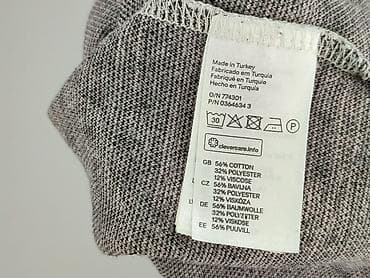 Made in Turkey
Fabricado em Turquia
Fabriqué en Turquie
Hecho en Turquía
O/N 774301
P/N 0364634 3
30 P
clevercare.info
GB 56% COTTON
32% POLYESTER
12% VISCOSE
CZ 56% BAVLNA
32% POLYESTER
12% VISKÓZA
DE 56% BAUMWOLLE
32% POLYESTER
12% VISKOSE
EE 56% PUUVILL